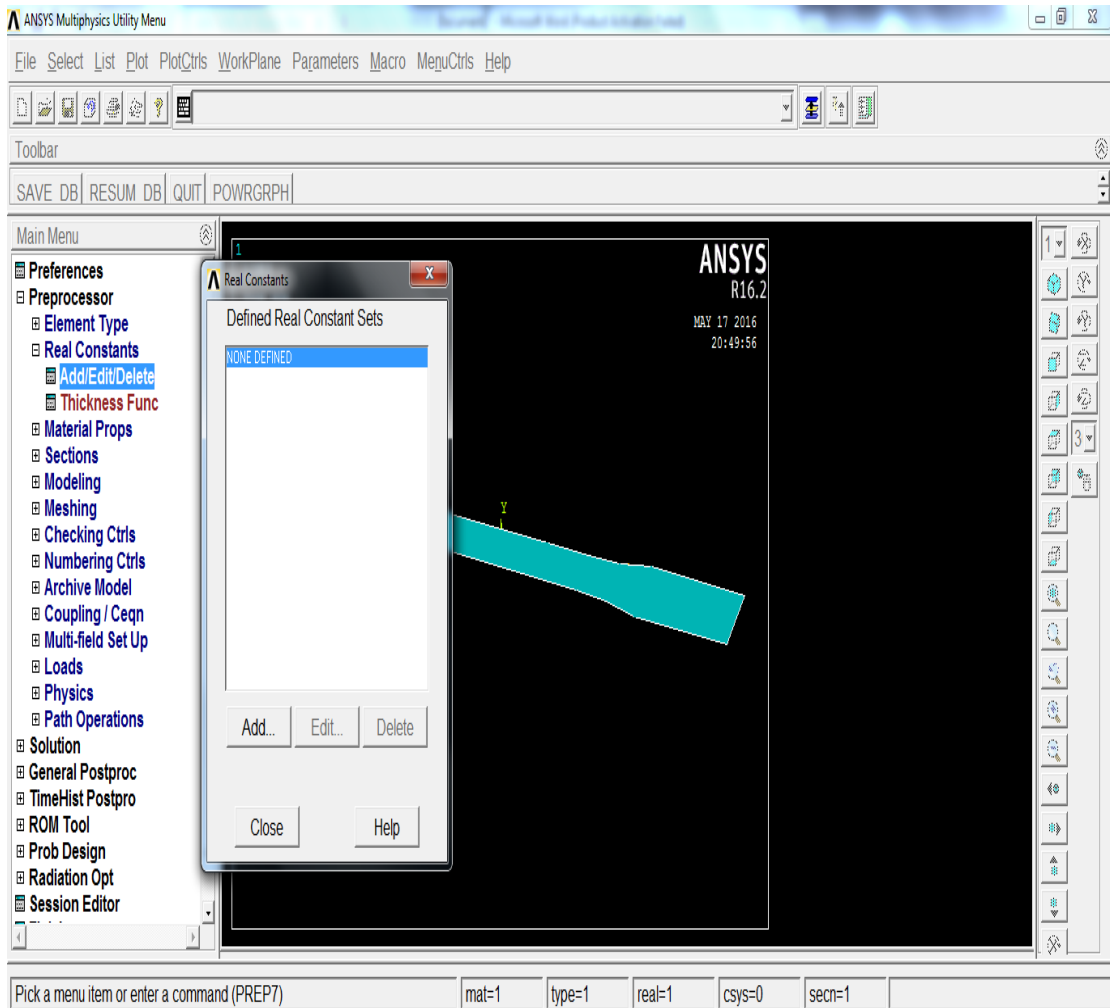 ANSYS Multiphysics Utility Menu
File Select List Plot PlotCtrls WorkPlane Parameters Macro MenuCtrls Help
Toolbar
SAVE_DB RESUM_DB QUIT POWRGRPH
Main Menu
Preferences
Preprocessor
Element Type
Real Constants
Add/Edit/Delete
Thickness Func
Material Props
Sections
Modeling
Meshing
Checking Ctrls
Numbering Ctrls
Archive Model
Coupling / Ceqn
Multi-field Set Up
Loads
Physics
Path Operations
Solution
General Postproc
TimeHist Postpro
ROM Tool
Prob Design
Radiation Opt
Session Editor
Real Constants
Defined Real Constant Sets
NONE DEFINED
Add... Edit... Delete
Close Help
1
ANSYS
R16.2
MAY 17 2016
20:49:56
Y
1
3
Pick a menu item or enter a command (PREP7) mat=1 type=1 real=1 csys=0 secn=1